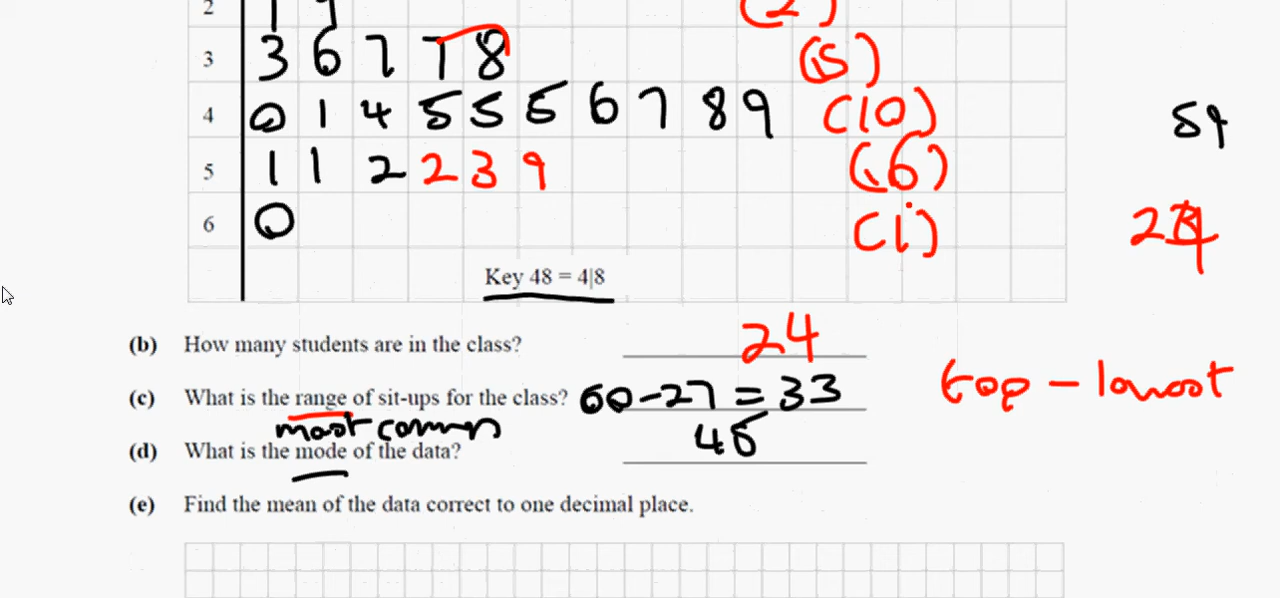 2 (2)
3 3 6 7 7 8 (5)
4 0 1 4 5 5 5 6 7 8 9 (10) 59
5 1 1 2 2 3 9 (6)
6 0 (1)
Key 48 = 4|8
(b) How many students are in the class? 24
(c) What is the range of sit-ups for the class? 60-27 = 33 top - lowest
most common
(d) What is the mode of the data? 45
(e) Find the mean of the data correct to one decimal place.